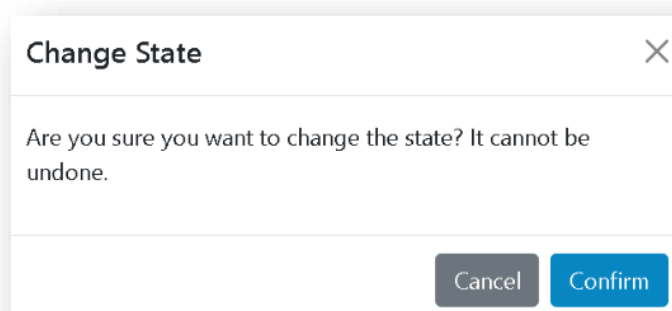 Change State
Are you sure you want to change the state? It cannot be
undone.
Cancel Confirm